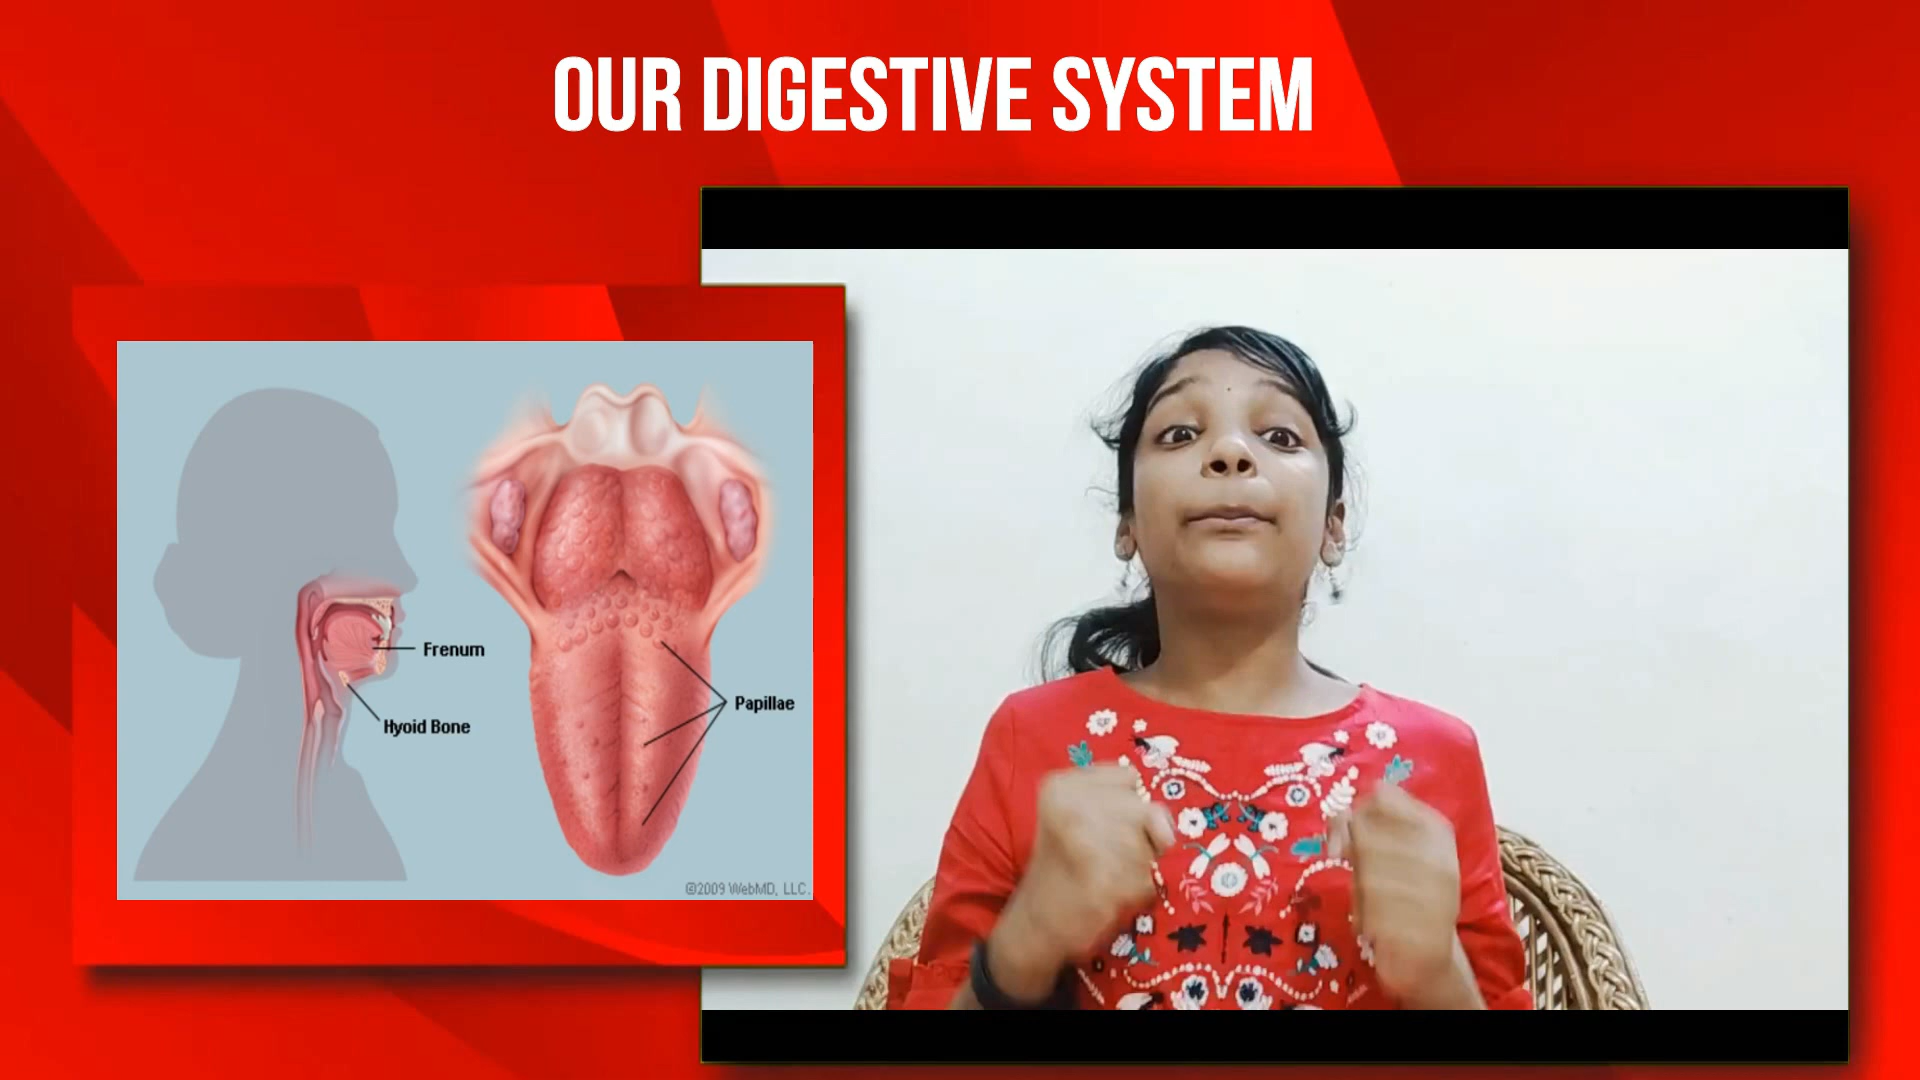 OUR DIGESTIVE SYSTEM
Frenum
Hyoid Bone
Papillae
©2009 WebMD, LLC.